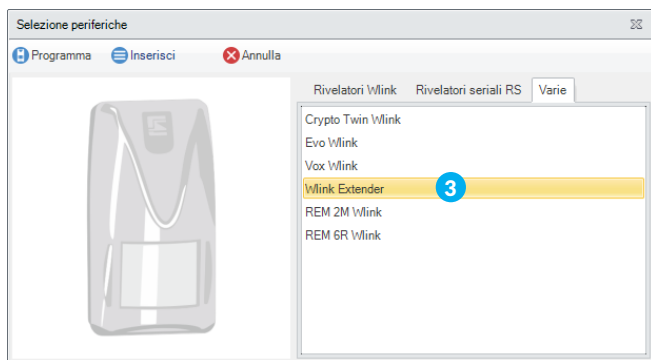 Selezione periferiche
Programma Inserisci Annulla
Rivelatori Wlink Rivelatori seriali RS Varie
Crypto Twin Wlink
Evo Wlink
Vox Wlink
Wlink Extender 3
REM 2M Wlink
REM 6R Wlink